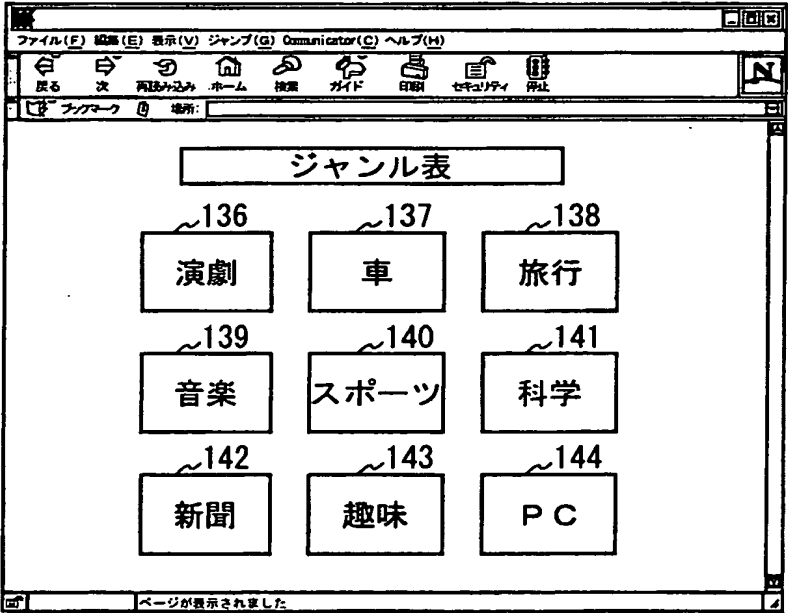 ファイル(F) 編集(E) 表示(V) ジャンプ(G) Communicator(C) ヘルプ(H)
戻る 次 再読み込み ホーム 検索 ガイド 印刷 セキュリティ 停止
N
ブックマーク 場所:
ジャンル表
136 137 138
演劇 車 旅行
139 140 141
音楽 スポーツ 科学
142 143 144
新聞 趣味 PC
ページが表示されました